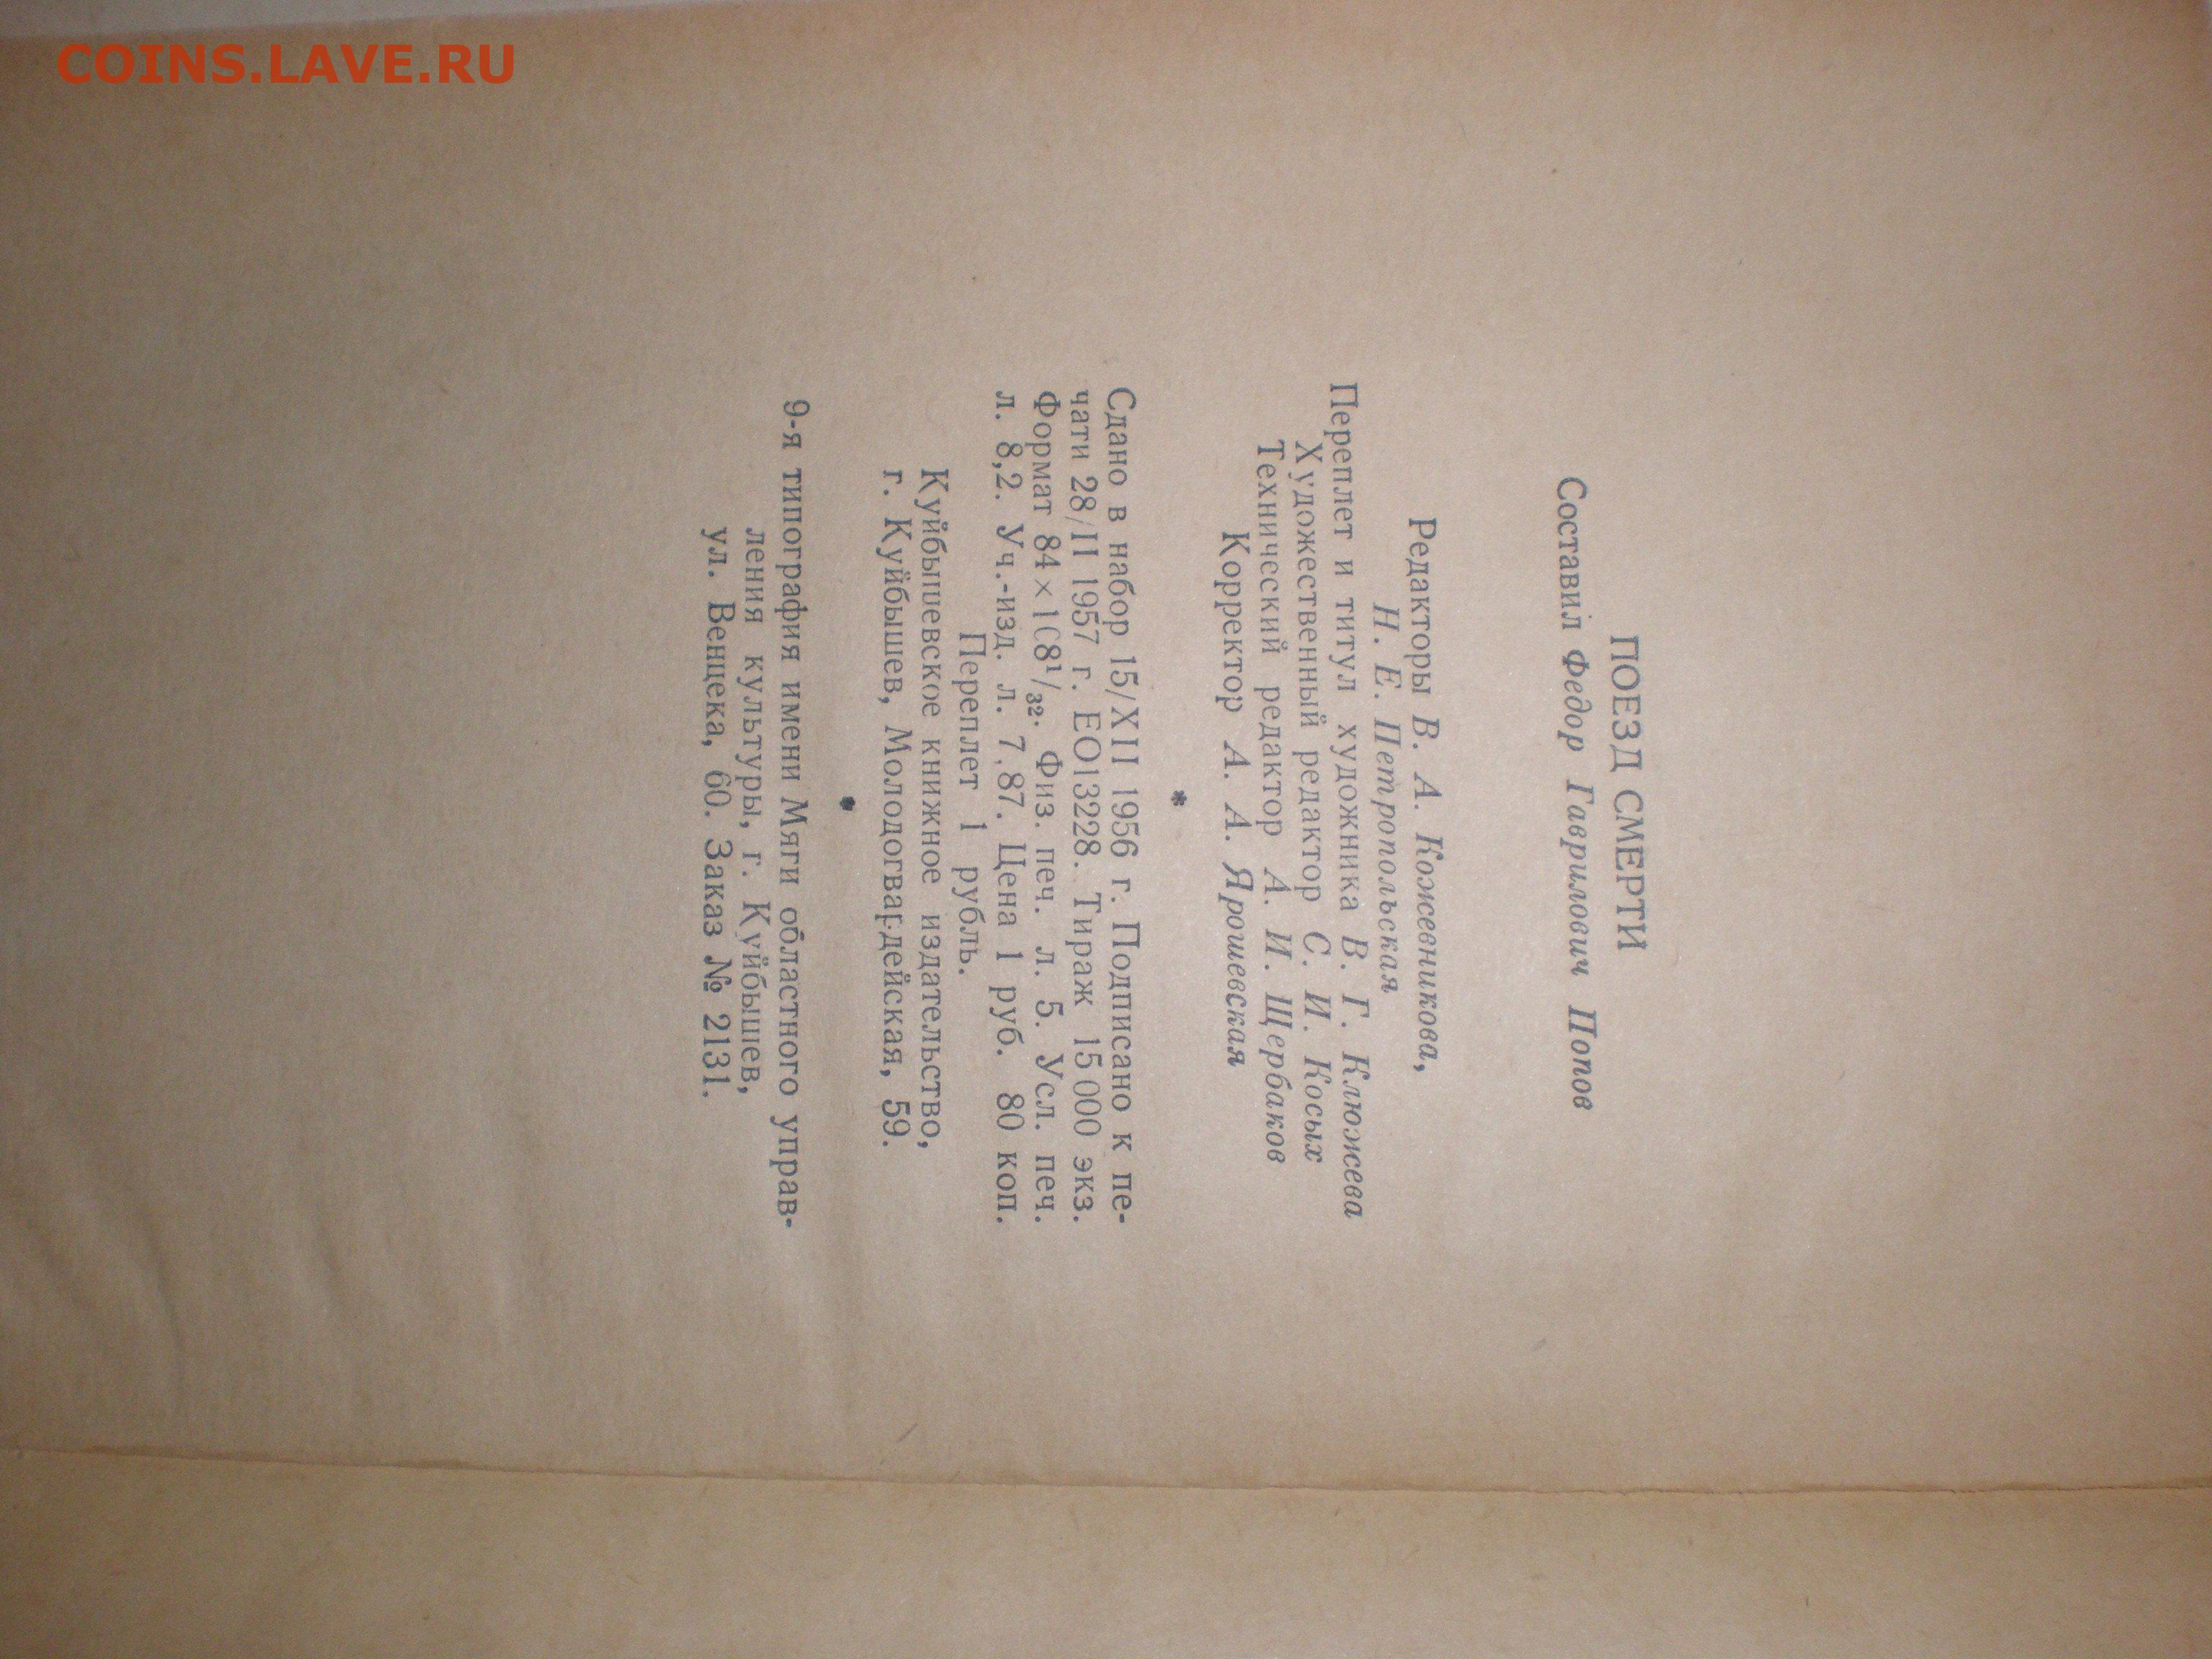 COINS.LAVE.RU
ПОЕЗД СМЕРТИ
Составил Федор Гаврилович Попов
Редакторы В. А. Кожевникова,
Н. Е. Петропольская
Переплет и титул художника В. Г. Клюжева
Художественный редактор С. И. Косых
Технический редактор А. И. Щербаков
Корректор А. А. Ярошевская
*
Сдано в набор 15/XII 1956 г. Подписано к пе-
чати 28/II 1957 г. ЕО13228. Тираж 15 000 экз.
Формат 84×108¹/₃₂. Физ. печ. л. 5. Усл. печ.
л. 8,2. Уч.-изд. л. 7,87. Цена 1 руб. 80 коп.
Переплет 1 рубль.
Куйбышевское книжное издательство,
г. Куйбышев, Молодогвардейская, 59.
*
9-я типография имени Мяги областного управ-
ления культуры, г. Куйбышев,
ул. Венцека, 60. Заказ № 2131.